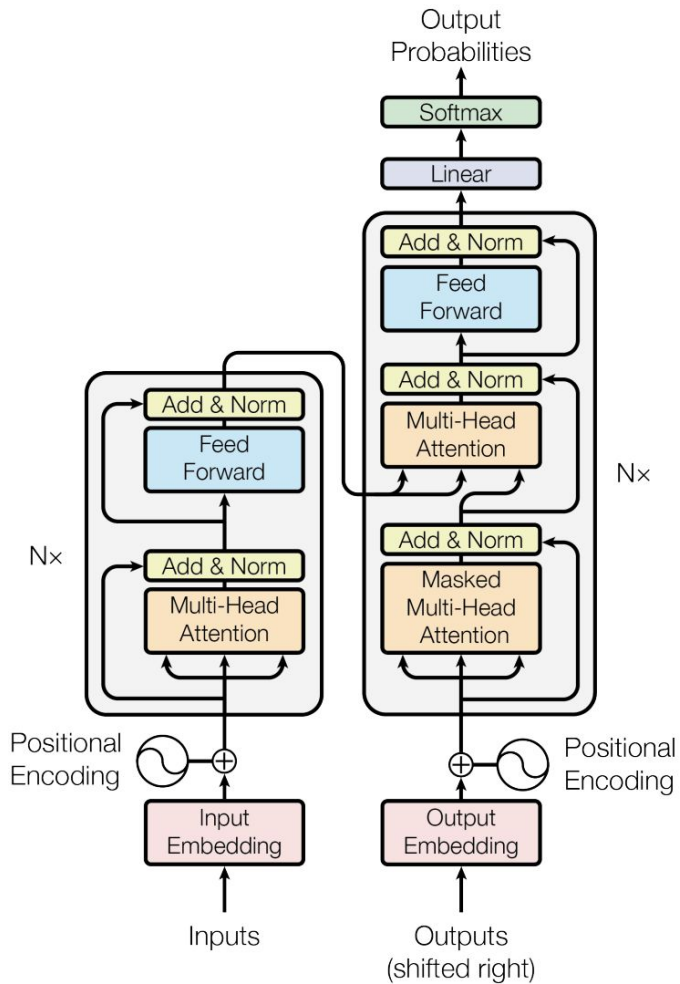 Output
Probabilities
Softmax
Linear
Add & Norm
Feed
Forward
Add & Norm
Multi-Head
Attention
Add & Norm
Masked
Multi-Head
Attention
Nx
Add & Norm
Feed
Forward
Add & Norm
Multi-Head
Attention
Nx
Positional
Encoding
Positional
Encoding
Input
Embedding
Output
Embedding
Inputs
Outputs
(shifted right)